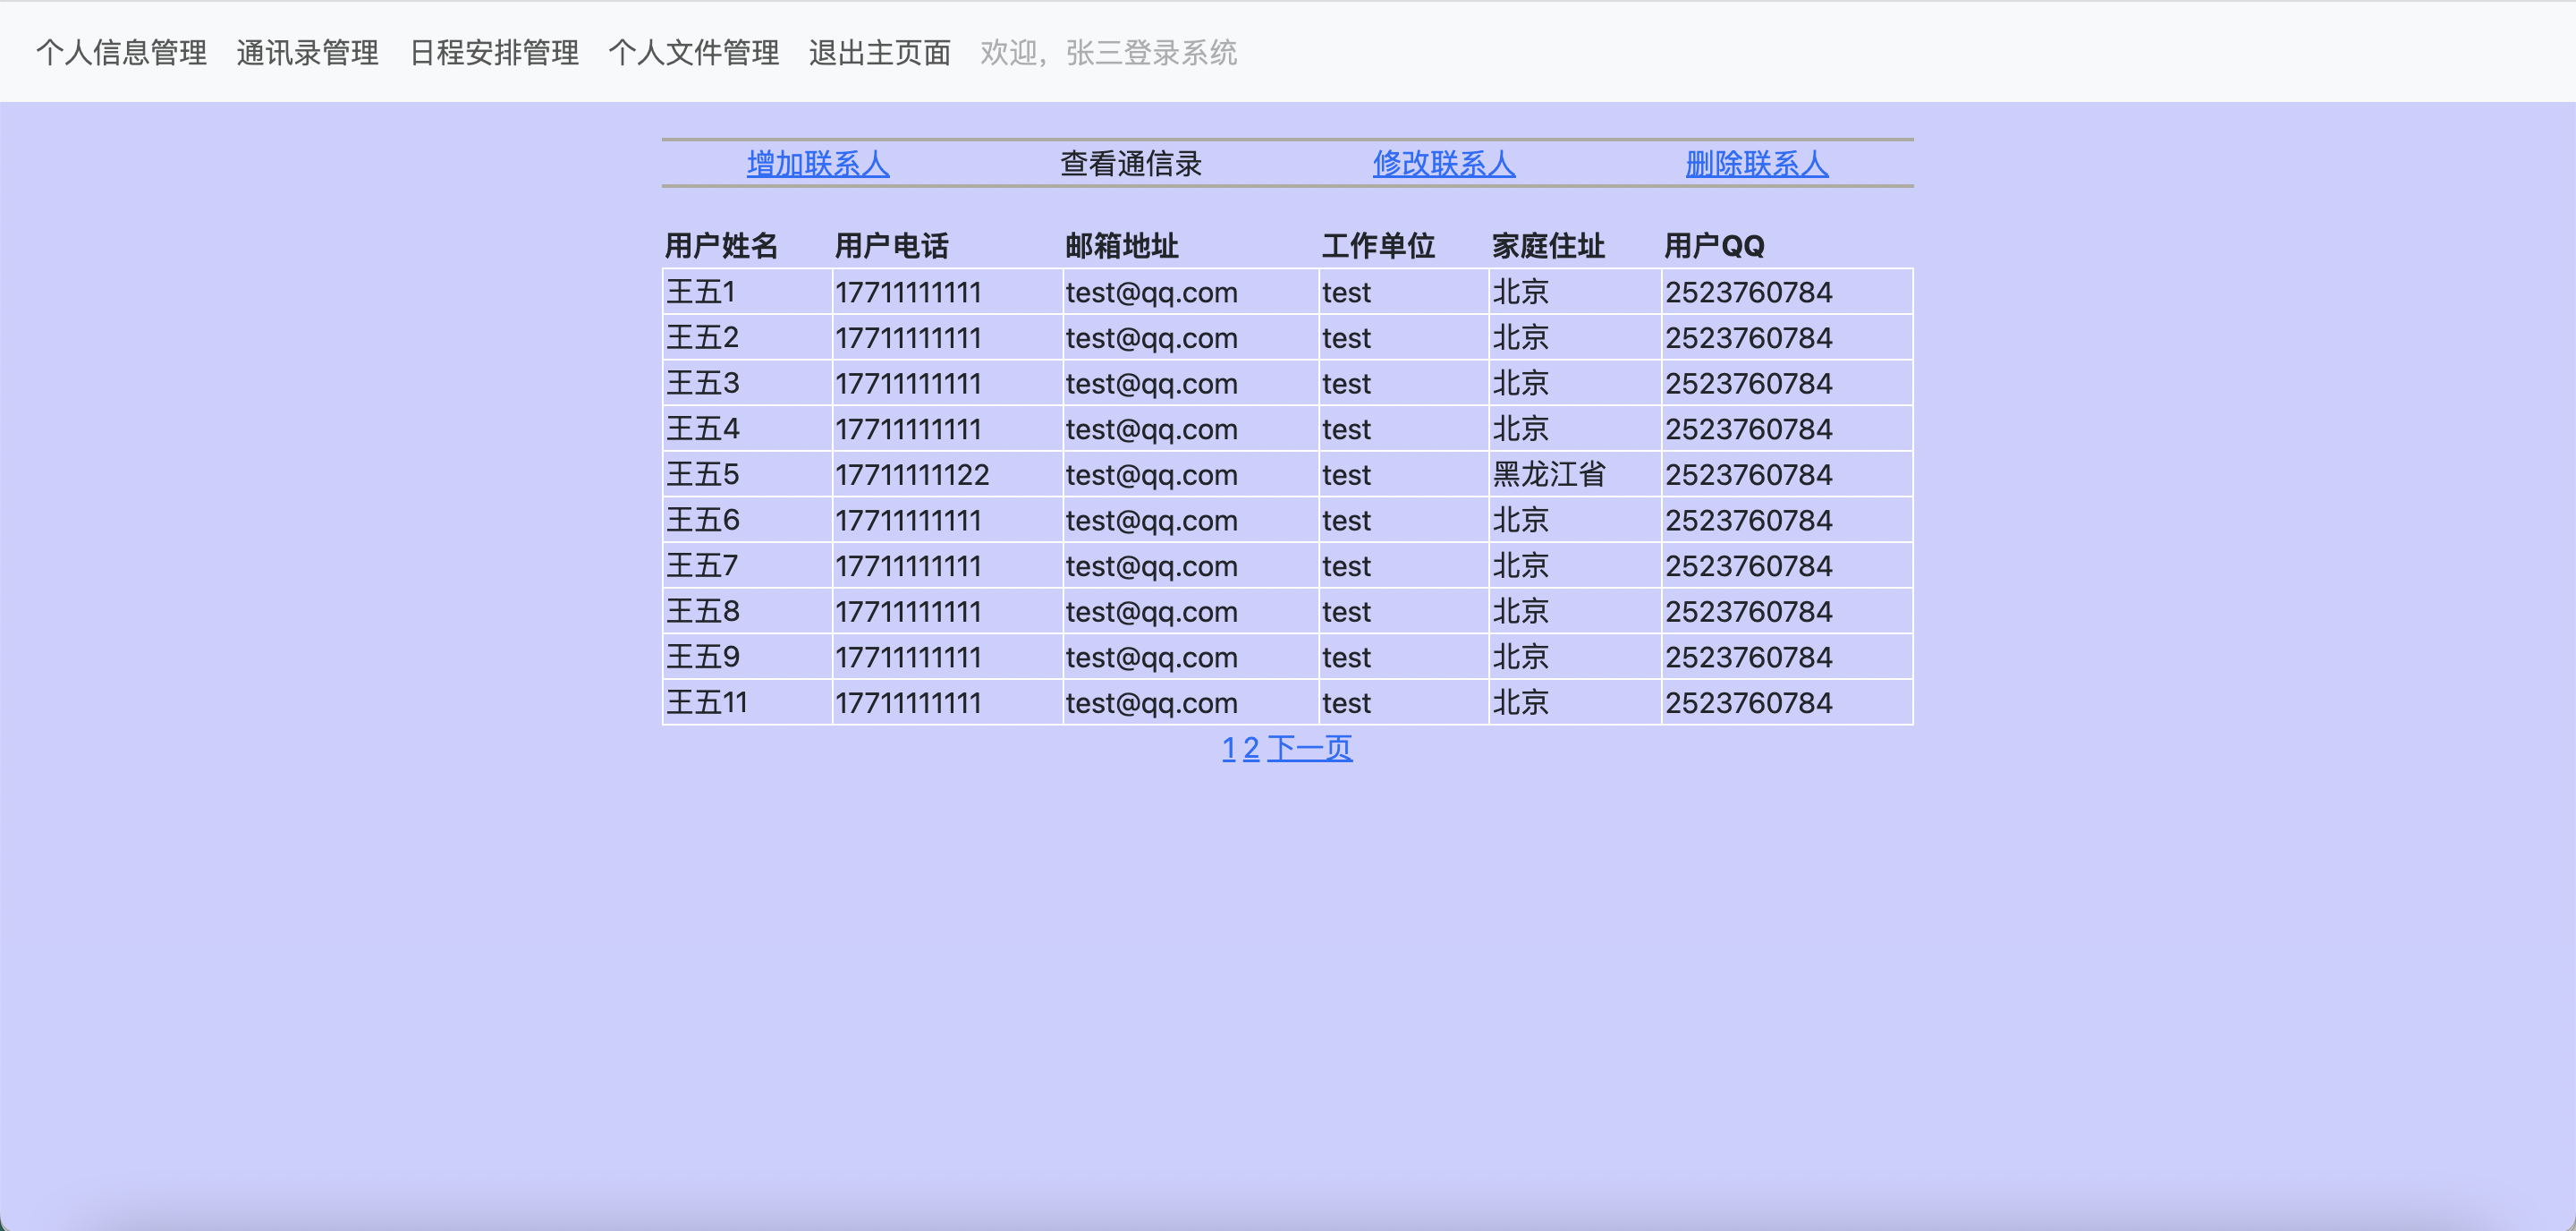 个人信息管理 通讯录管理 日程安排管理 个人文件管理 退出主页面 欢迎，张三登录系统
增加联系人 查看通信录 修改联系人 删除联系人
用户姓名 用户电话 邮箱地址 工作单位 家庭住址 用户QQ
王五1 17711111111 test@qq.com test 北京 2523760784
王五2 17711111111 test@qq.com test 北京 2523760784
王五3 17711111111 test@qq.com test 北京 2523760784
王五4 17711111111 test@qq.com test 北京 2523760784
王五5 17711111122 test@qq.com test 黑龙江省 2523760784
王五6 17711111111 test@qq.com test 北京 2523760784
王五7 17711111111 test@qq.com test 北京 2523760784
王五8 17711111111 test@qq.com test 北京 2523760784
王五9 17711111111 test@qq.com test 北京 2523760784
王五11 17711111111 test@qq.com test 北京 2523760784
1 2 下一页